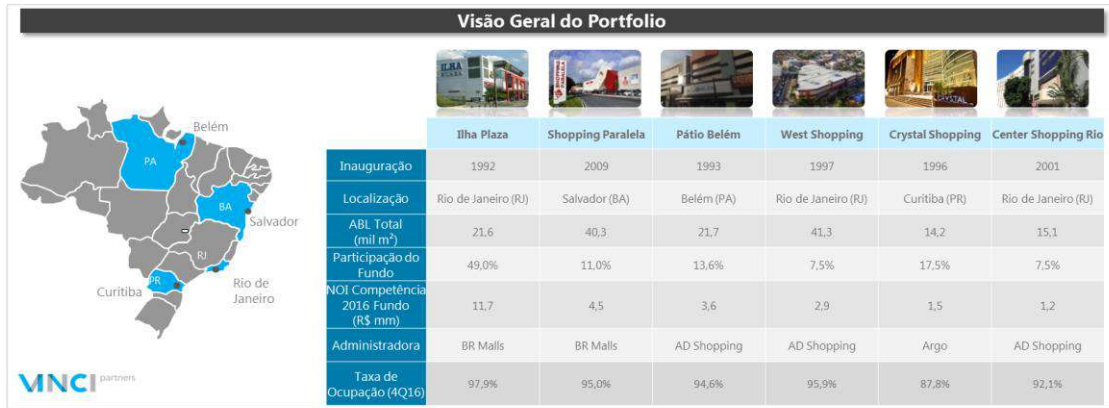 Visão Geral do Portfolio
ILHA
PLAZA
SHOPPING
PARALELA
CRYSTAL
Ilha Plaza Shopping Paralela Pátio Belém West Shopping Crystal Shopping Center Shopping Rio
Inauguração 1992 2009 1993 1997 1996 2001
Localização Rio de Janeiro (RJ) Salvador (BA) Belém (PA) Rio de Janeiro (RJ) Curitiba (PR) Rio de Janeiro (RJ)
ABL Total
(mil m²) 21,6 40,3 21,7 41,3 14,2 15,1
Participação do
Fundo 49,0% 11,0% 13,6% 7,5% 17,5% 7,5%
NOI Competência
2016 Fundo
(R$ mm) 11,7 4,5 3,6 2,9 1,5 1,2
Administradora BR Malls BR Malls AD Shopping AD Shopping Argo AD Shopping
Taxa de
Ocupação (4Q16) 97,9% 95,0% 94,6% 95,9% 87,8% 92,1%
Belém
PA
BA
Salvador
RJ
PR
Rio de
Janeiro
Curitiba
VINCI partners